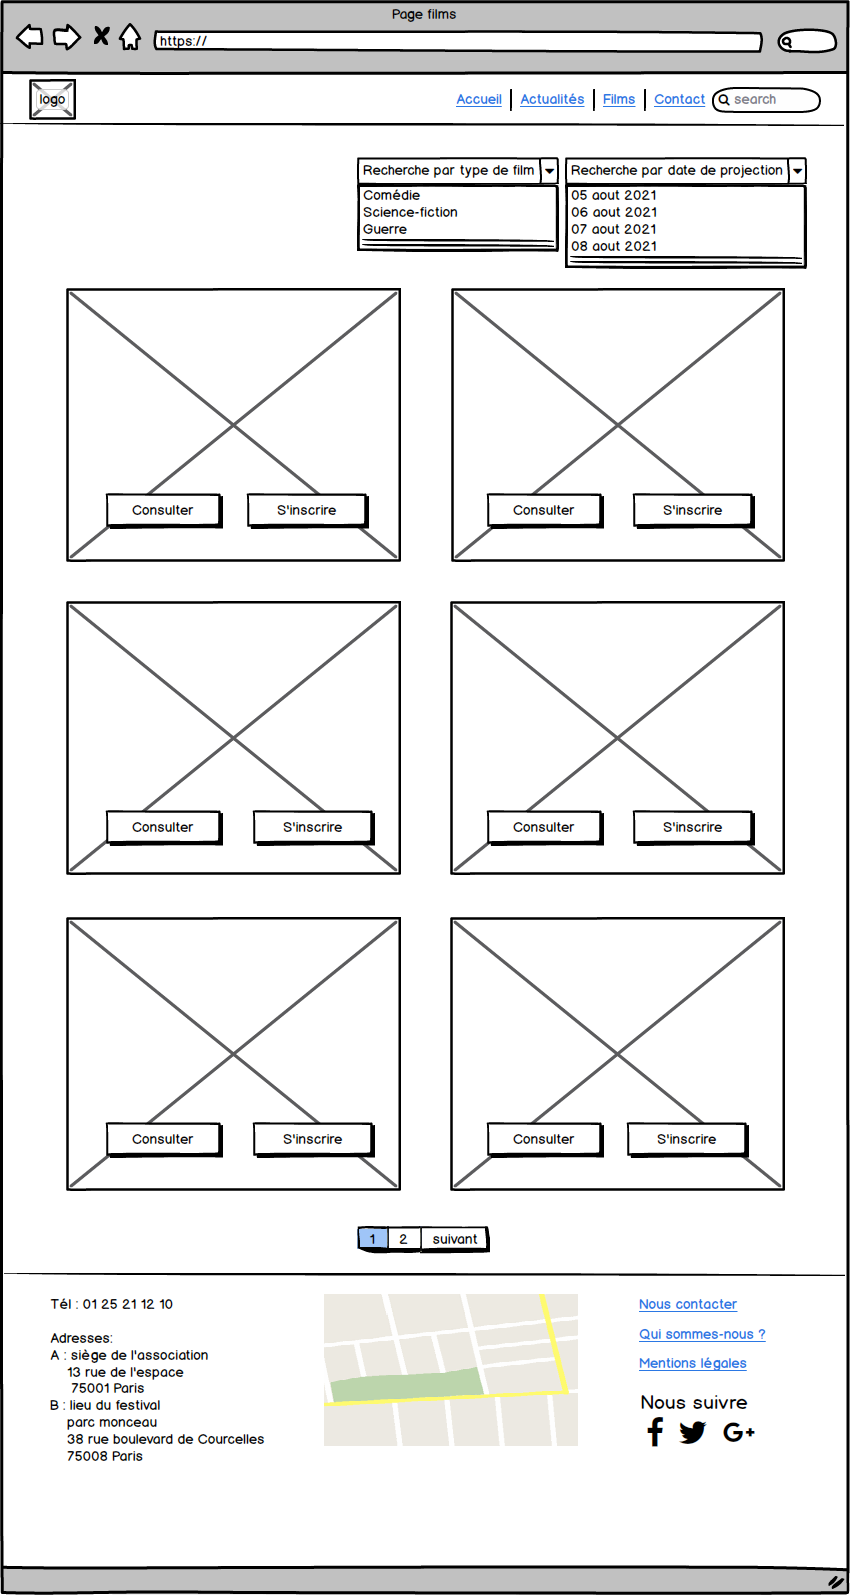 Page films
https://
logo
Accueil
Actualités
Films
Contact
search
Recherche par type de film
Comédie
Science-fiction
Guerre
Recherche par date de projection
05 aout 2021
06 aout 2021
07 aout 2021
08 aout 2021
Consulter
S'inscrire
Consulter
S'inscrire
Consulter
S'inscrire
Consulter
S'inscrire
Consulter
S'inscrire
Consulter
S'inscrire
1
2
suivant
Tél : 01 25 21 12 10
Adresses:
A : siège de l'association
13 rue de l'espace
75001 Paris
B : lieu du festival
parc monceau
38 rue boulevard de Courcelles
75008 Paris
Nous contacter
Qui sommes-nous ?
Mentions légales
Nous suivre
G+